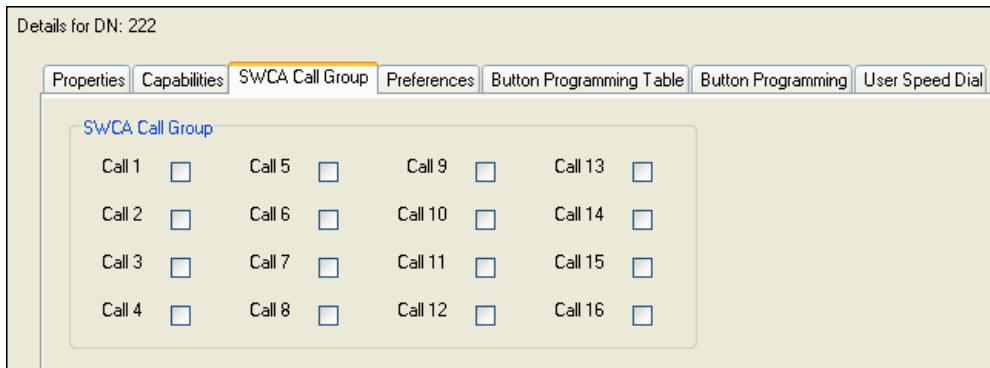 Details for DN: 222
Properties Capabilities SWCA Call Group Preferences Button Programming Table Button Programming User Speed Dial
SWCA Call Group
Call 1 Call 5 Call 9 Call 13
Call 2 Call 6 Call 10 Call 14
Call 3 Call 7 Call 11 Call 15
Call 4 Call 8 Call 12 Call 16